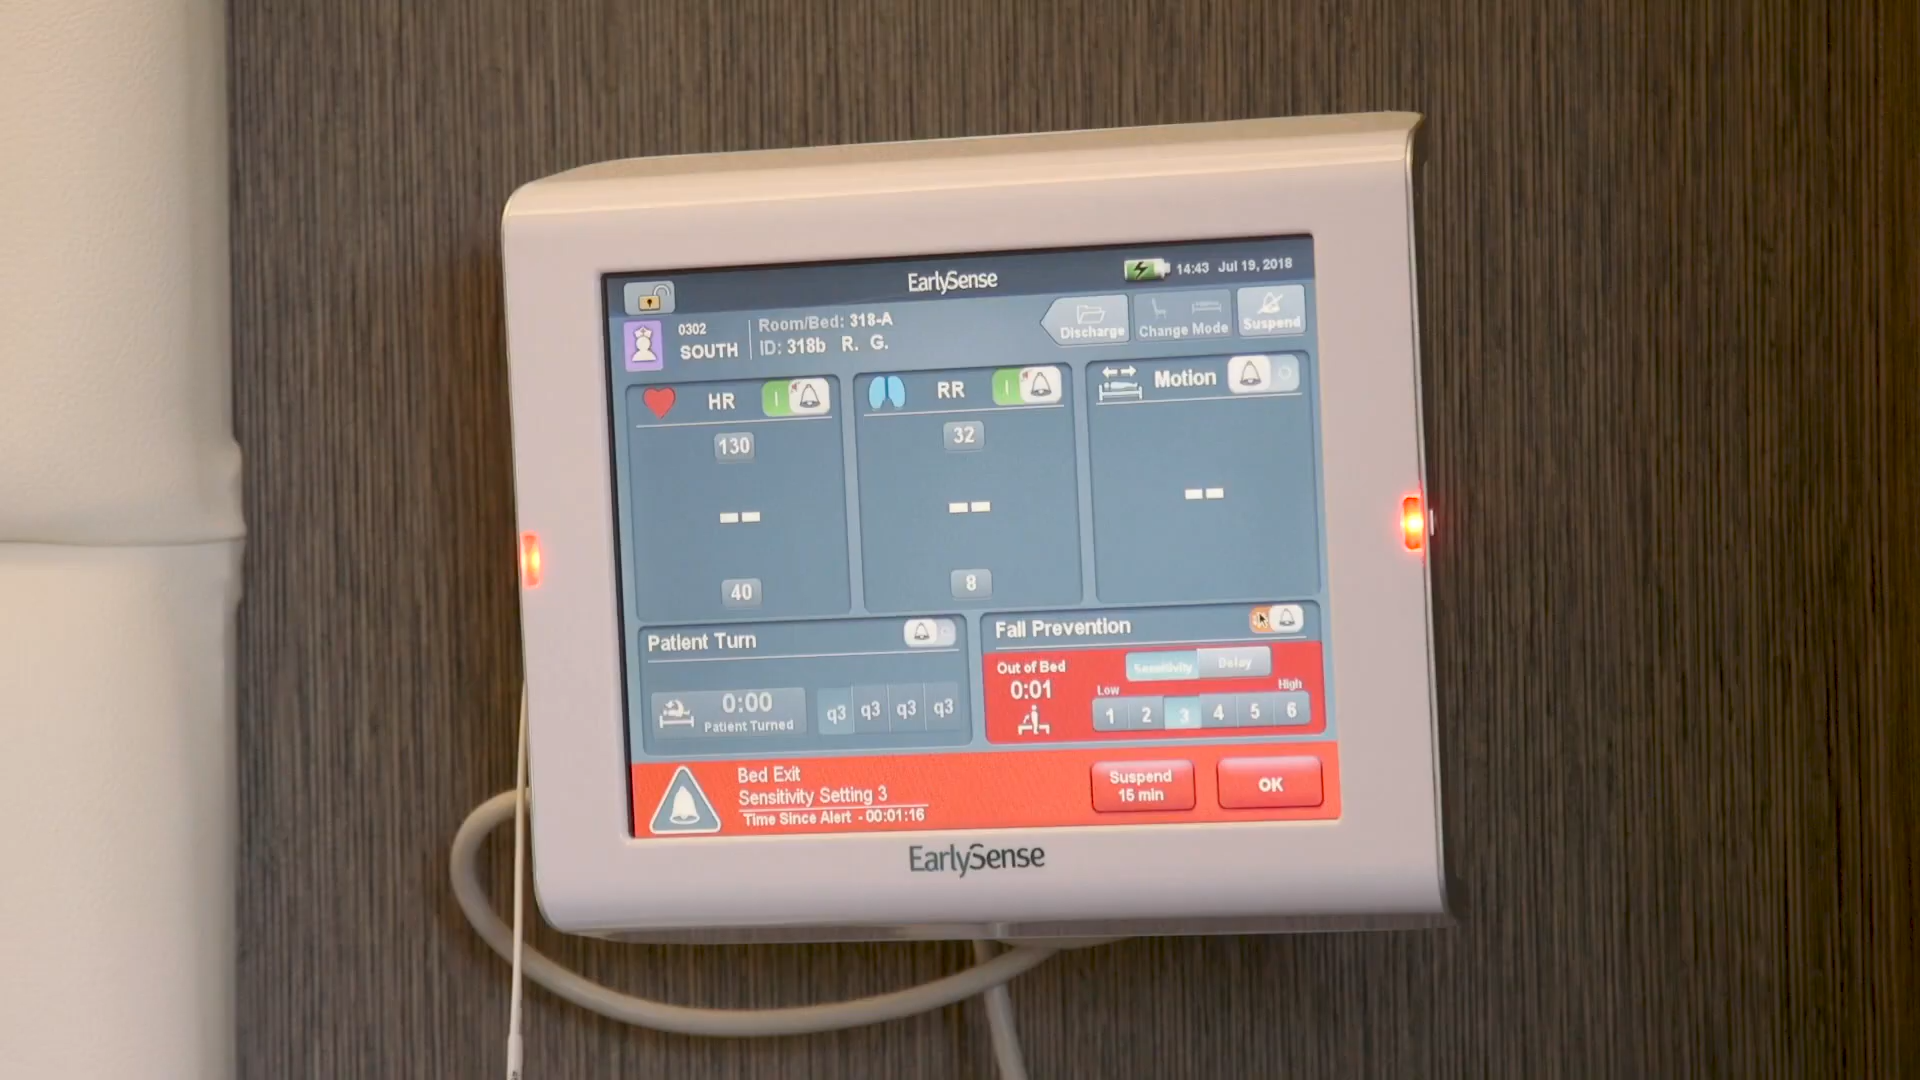 EarlySense
14:43 Jul 19, 2018
0302
SOUTH
Room/Bed: 318-A
ID: 318b R. G.
Discharge
Change Mode
Suspend
HR
130
--
40
RR
32
--
8
Motion
--
Patient Turn
0:00
Patient Turned
q3 q3 q3 q3
Fall Prevention
Out of Bed
0:01
Sensitivity Delay
Low High
1 2 3 4 5 6
Bed Exit
Sensitivity Setting 3
Time Since Alert - 00:01:16
Suspend
15 min
OK
EarlySense